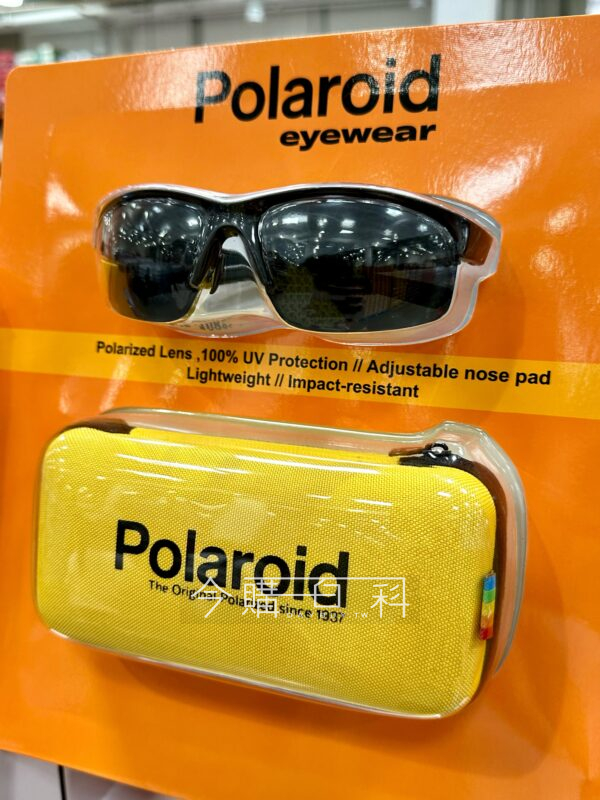 Polaroid
eyewear
Polarized Lens ,100% UV Protection // Adjustable nose pad
Lightweight // Impact-resistant
Polaroid
The Original Polaroid since 1937
今購百科